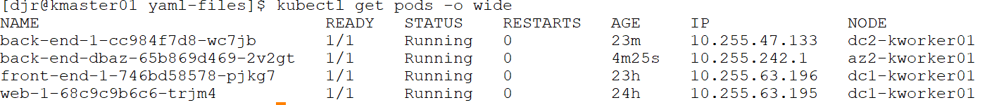 [djr@kmaster01 yaml-files]$ kubectl get pods -o wide
NAME READY STATUS RESTARTS AGE IP NODE
back-end-1-cc984f7d8-wc7jb 1/1 Running 0 23m 10.255.47.133 dc2-kworker01
back-end-dbaz-65b869d469-2v2gt 1/1 Running 0 4m25s 10.255.242.1 az2-kworker01
front-end-1-746bd58578-pjkg7 1/1 Running 0 23h 10.255.63.196 dc1-kworker01
web-1-68c9c9b6c6-trjm4 1/1 Running 0 24h 10.255.63.195 dc1-kworker01